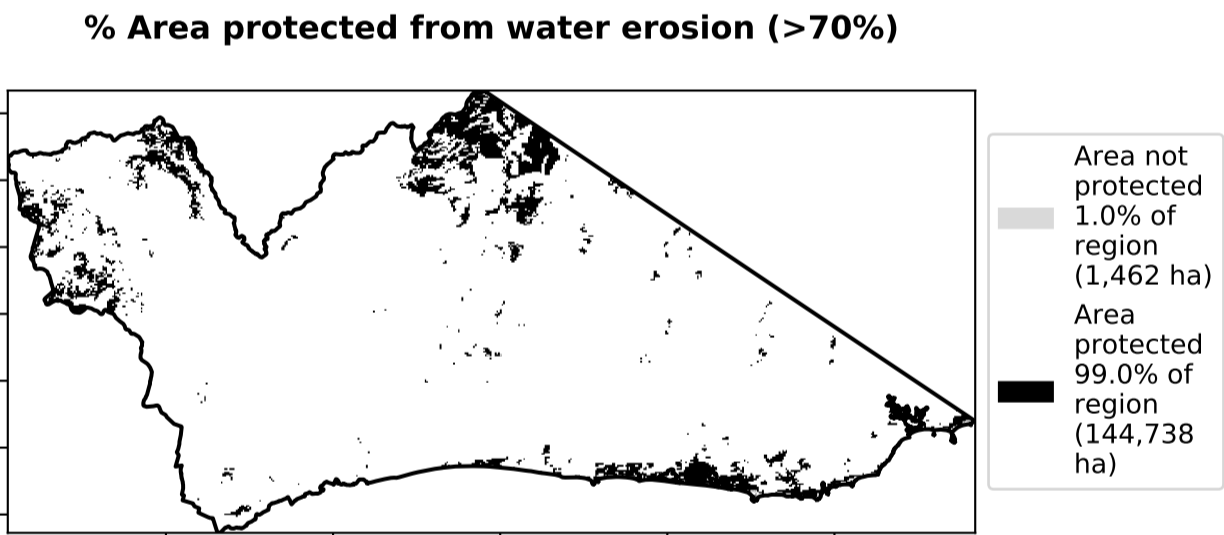 % Area protected from water erosion (>70%)
Area not
protected
1.0% of
region
(1,462 ha)
Area
protected
99.0% of
region
(144,738
ha)